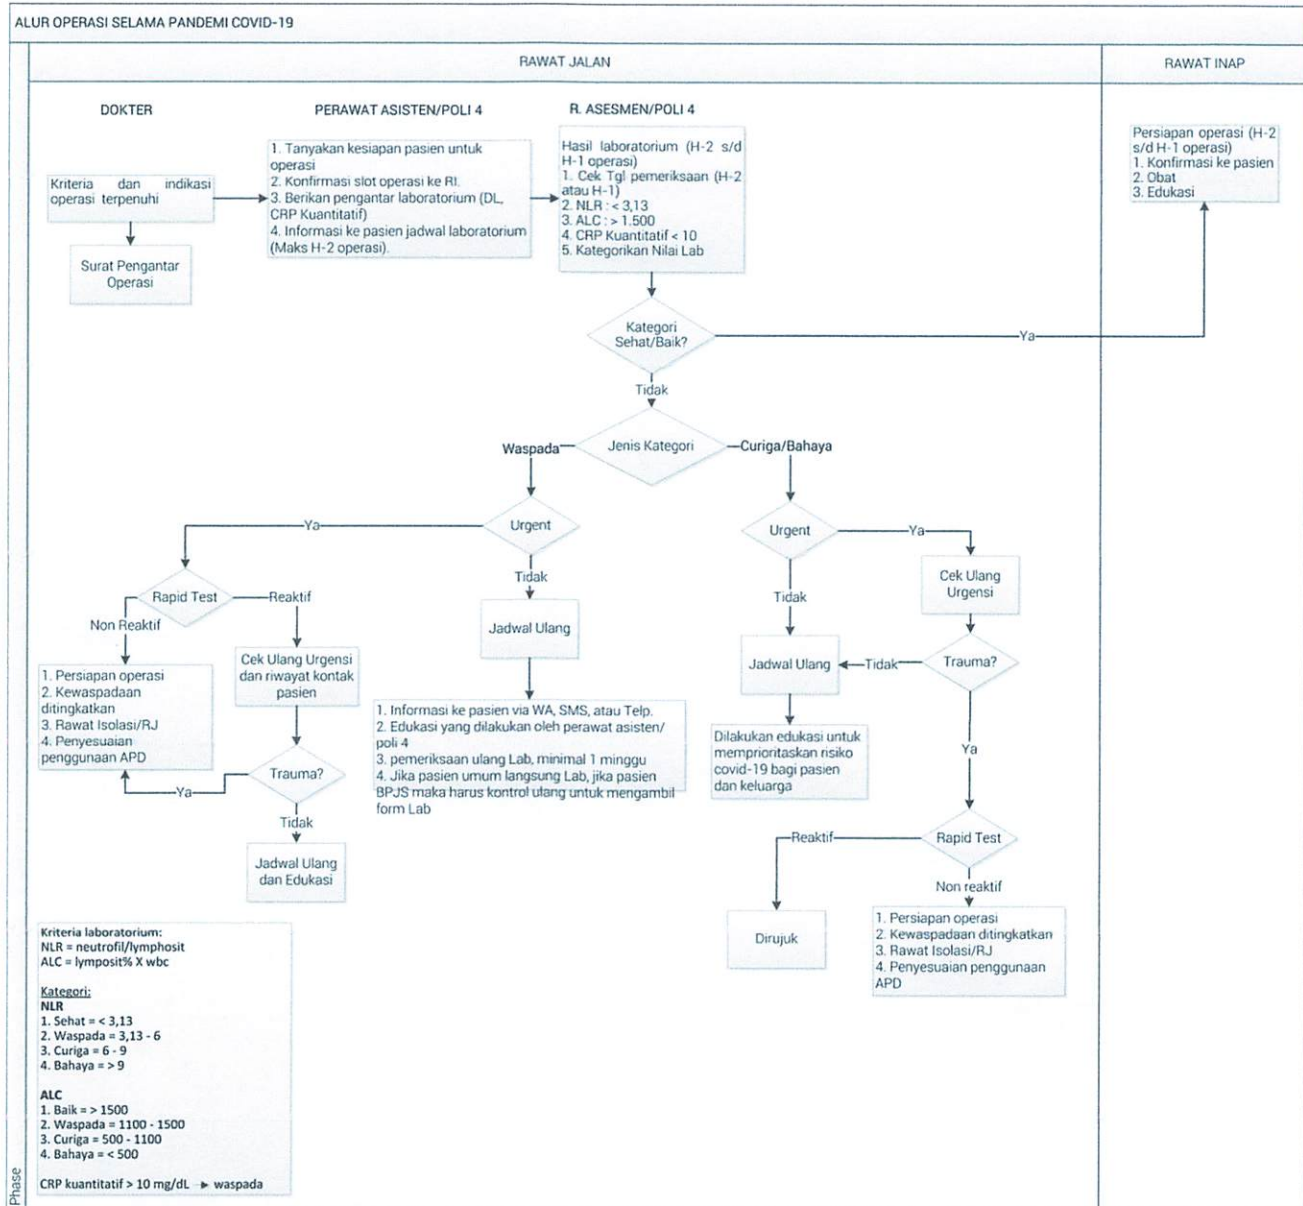 ALUR OPERASI SELAMA PANDEMI COVID-19
RAWAT JALAN
RAWAT INAP
DOKTER
PERAWAT ASISTEN/POLI 4
R. ASESMEN/POLI 4
Kriteria dan indikasi
operasi terpenuhi
Surat Pengantar
Operasi
1. Tanyakan kesiapan pasien untuk
operasi
2. Konfirmasi slot operasi ke RI.
3. Berikan pengantar laboratorium (DL,
CRP Kuantitatif)
4. Informasi ke pasien jadwal laboratorium
(Maks H-2 operasi).
Hasil laboratorium (H-2 s/d
H-1 operasi)
1. Cek Tgl pemeriksaan (H-2
atau H-1)
2. NLR : < 3,13
3. ALC : > 1.500
4. CRP Kuantitatif < 10
5. Kategorikan Nilai Lab
Persiapan operasi (H-2
s/d H-1 operasi)
1. Konfirmasi ke pasien
2. Obat
3. Edukasi
Kategori
Sehat/Baik?
Ya
Tidak
Jenis Kategori
Waspada
Curiga/Bahaya
Urgent
Ya
Tidak
Rapid Test
Non Reaktif
Reaktif
1. Persiapan operasi
2. Kewaspadaan
ditingkatkan
3. Rawat Isolasi/RJ
4. Penyesuaian
penggunaan APD
Cek Ulang Urgensi
dan riwayat kontak
pasien
Trauma?
Ya
Tidak
Jadwal Ulang
dan Edukasi
Jadwal Ulang
1. Informasi ke pasien via WA, SMS, atau Telp.
2. Edukasi yang dilakukan oleh perawat asisten/
poli 4
3. pemeriksaan ulang Lab, minimal 1 minggu
4. Jika pasien umum langsung Lab, jika pasien
BPJS maka harus kontrol ulang untuk mengambil
form Lab
Urgent
Ya
Tidak
Cek Ulang
Urgensi
Trauma?
Tidak
Jadwal Ulang
Dilakukan edukasi untuk
memprioritaskan risiko
covid-19 bagi pasien
dan keluarga
Ya
Rapid Test
Reaktif
Non reaktif
Dirujuk
1. Persiapan operasi
2. Kewaspadaan ditingkatkan
3. Rawat Isolasi/RJ
4. Penyesuaian penggunaan
APD
Kriteria laboratorium:
NLR = neutrofil/lymphosit
ALC = lymposit% X wbc
Kategori:
NLR
1. Sehat = < 3,13
2. Waspada = 3,13 - 6
3. Curiga = 6 - 9
4. Bahaya = > 9
ALC
1. Baik = > 1500
2. Waspada = 1100 - 1500
3. Curiga = 500 - 1100
4. Bahaya = < 500
CRP kuantitatif > 10 mg/dL → waspada
Phase